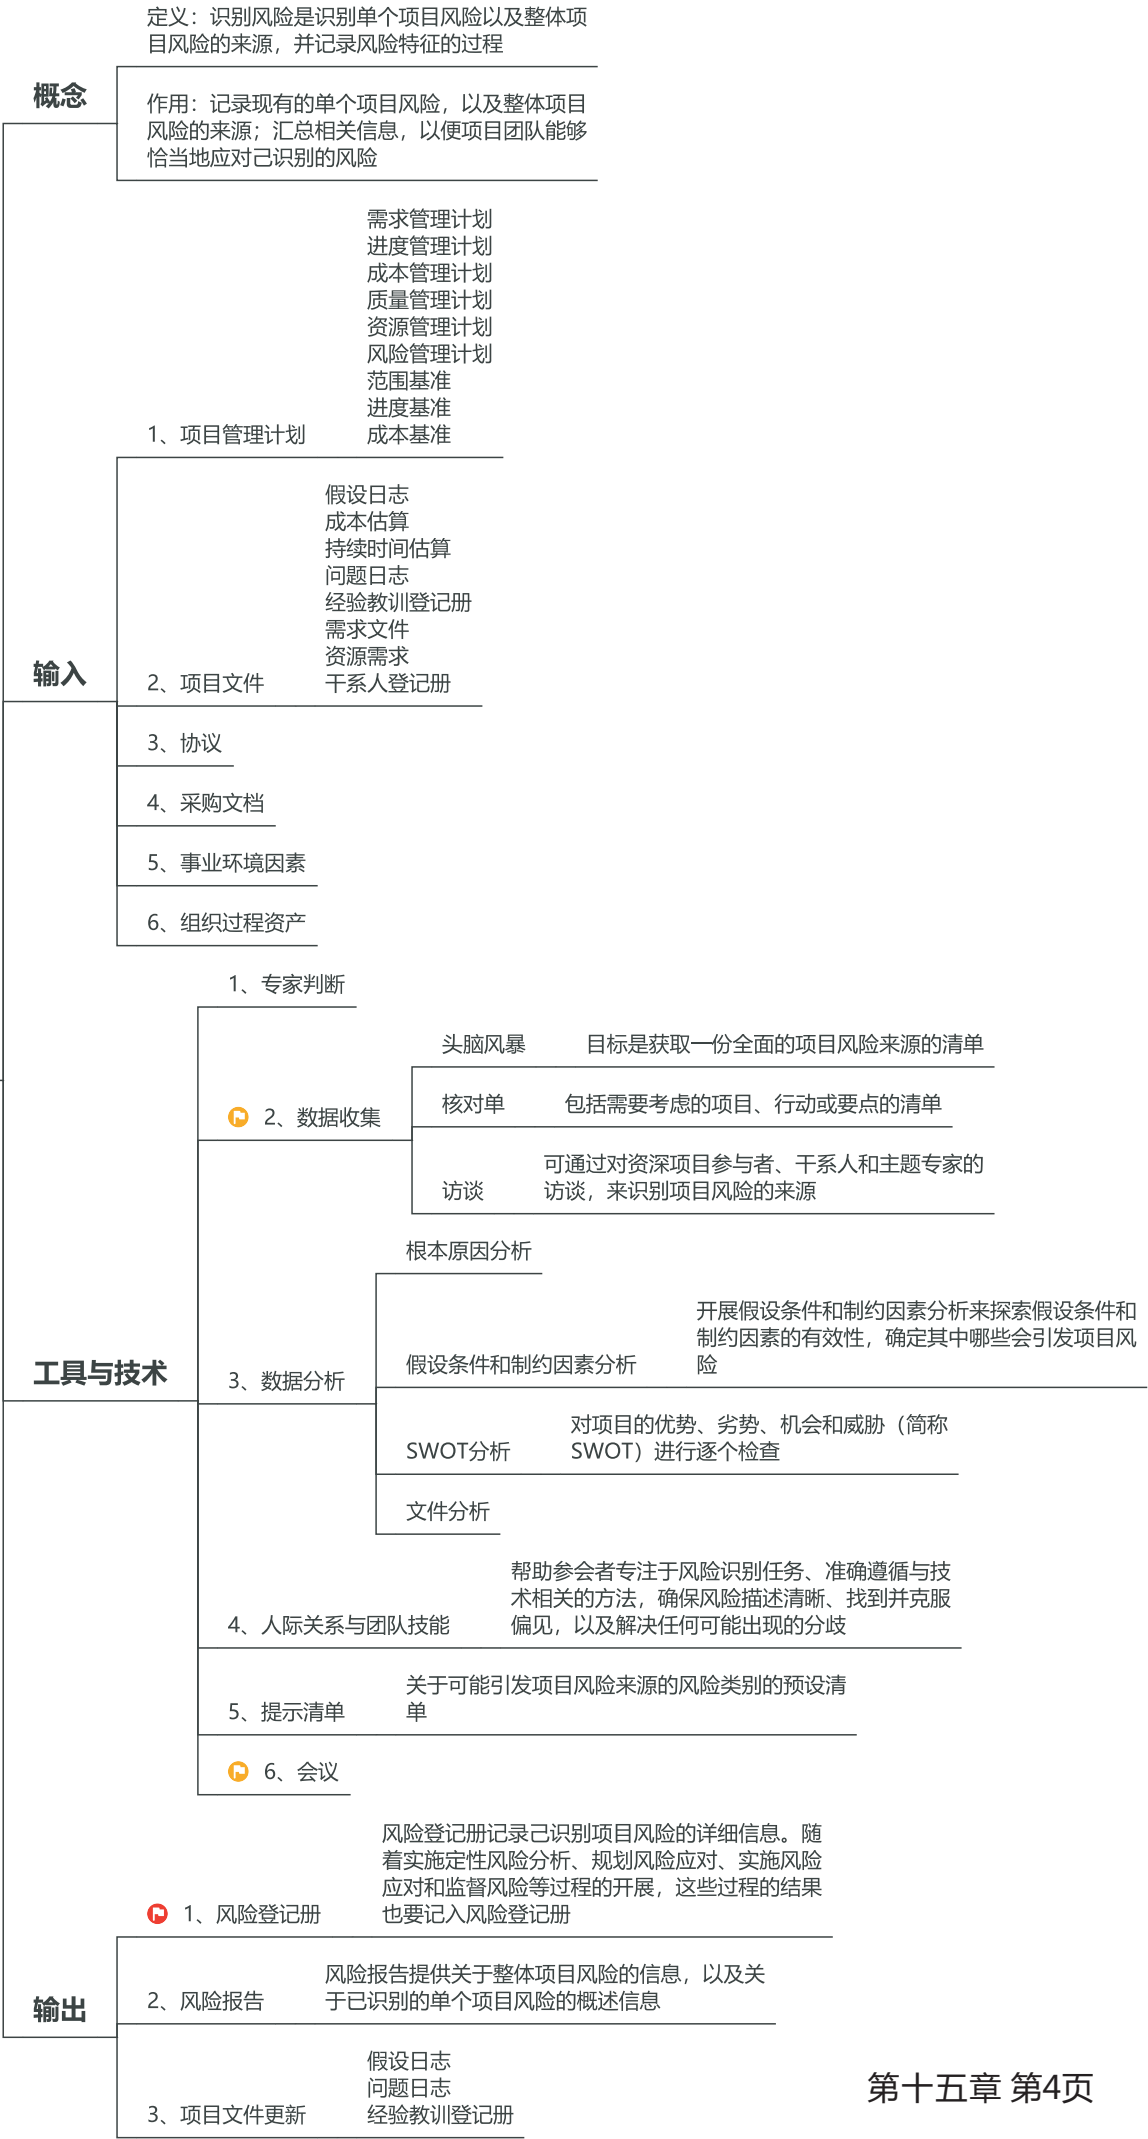 定义：识别风险是识别单个项目风险以及整体项
目风险的来源，并记录风险特征的过程
概念
作用：记录现有的单个项目风险，以及整体项目
风险的来源；汇总相关信息，以便项目团队能够
恰当地应对己识别的风险
需求管理计划
进度管理计划
成本管理计划
质量管理计划
资源管理计划
风险管理计划
范围基准
进度基准
1、项目管理计划 成本基准
假设日志
成本估算
持续时间估算
问题日志
经验教训登记册
需求文件
资源需求
输入
2、项目文件 干系人登记册
3、协议
4、采购文档
5、事业环境因素
6、组织过程资产
1、专家判断
头脑风暴 目标是获取一份全面的项目风险来源的清单
2、数据收集
核对单 包括需要考虑的项目、行动或要点的清单
可通过对资深项目参与者、干系人和主题专家的
访谈 访谈，来识别项目风险的来源
根本原因分析
开展假设条件和制约因素分析来探索假设条件和
制约因素的有效性，确定其中哪些会引发项目风
假设条件和制约因素分析 险
工具与技术
3、数据分析
对项目的优势、劣势、机会和威胁（简称
SWOT分析 SWOT）进行逐个检查
文件分析
帮助参会者专注于风险识别任务、准确遵循与技
术相关的方法，确保风险描述清晰、找到并克服
4、人际关系与团队技能 偏见，以及解决任何可能出现的分歧
关于可能引发项目风险来源的风险类别的预设清
5、提示清单 单
6、会议
风险登记册记录己识别项目风险的详细信息。随
着实施定性风险分析、规划风险应对、实施风险
应对和监督风险等过程的开展，这些过程的结果
1、风险登记册 也要记入风险登记册
风险报告提供关于整体项目风险的信息，以及关
2、风险报告 于已识别的单个项目风险的概述信息
输出
假设日志
问题日志
3、项目文件更新 经验教训登记册
第十五章 第4页